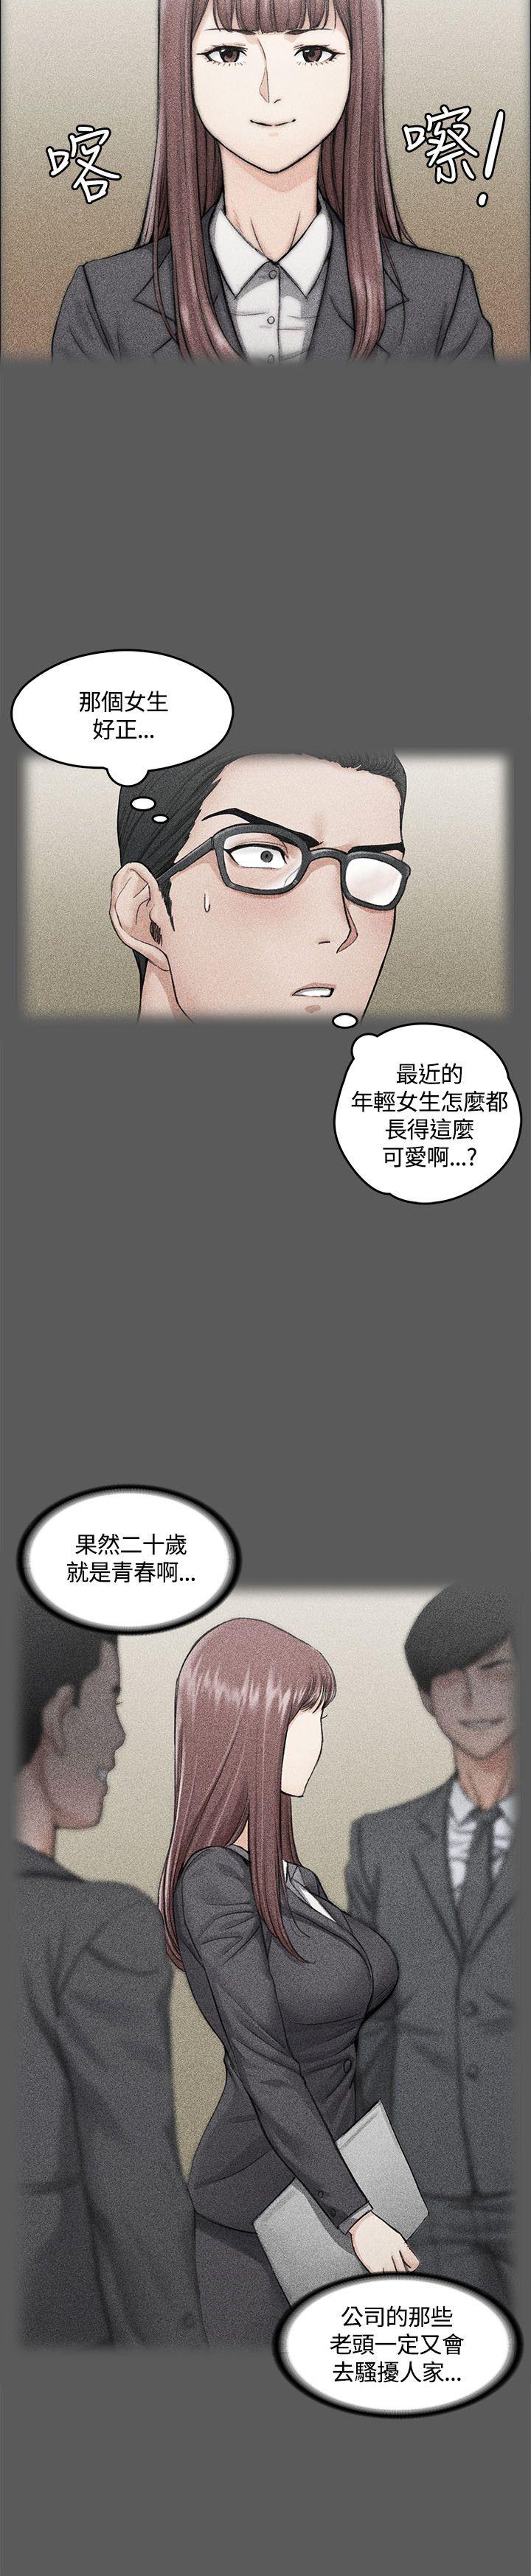 喀
嚓!
那個女生
好正...
最近的
年輕女生怎麼都
長得這麼
可愛啊...?
果然二十歲
就是青春啊...
公司的那些
老頭一定又會
去騷擾人家...